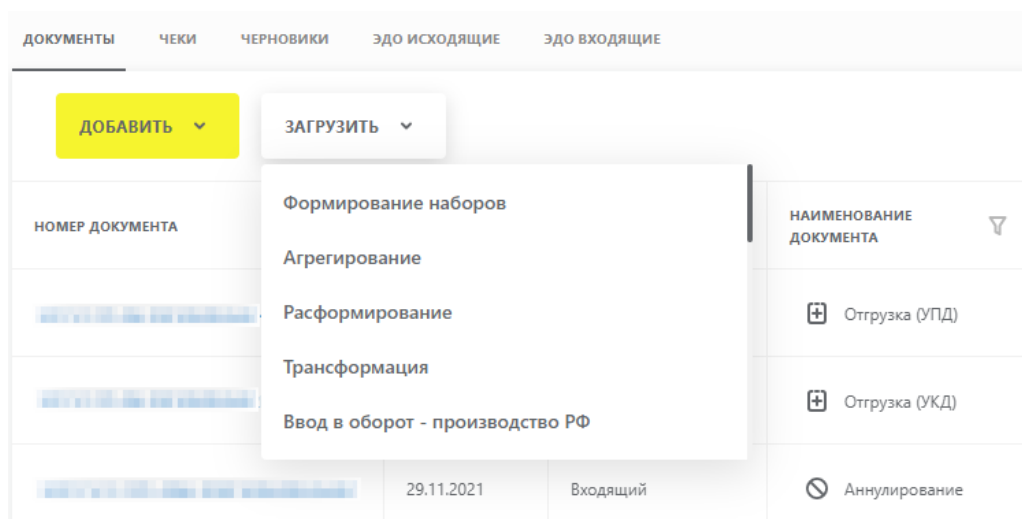 ДОКУМЕНТЫ ЧЕКИ ЧЕРНОВИКИ ЭДО ИСХОДЯЩИЕ ЭДО ВХОДЯЩИЕ
ДОБАВИТЬ ЗАГРУЗИТЬ
Формирование наборов
НОМЕР ДОКУМЕНТА
НАИМЕНОВАНИЕ
ДОКУМЕНТА
Агрегирование
Расформирование
Отгрузка (УПД)
Трансформация
Отгрузка (УКД)
Ввод в оборот - производство РФ
29.11.2021 Входящий Аннулирование